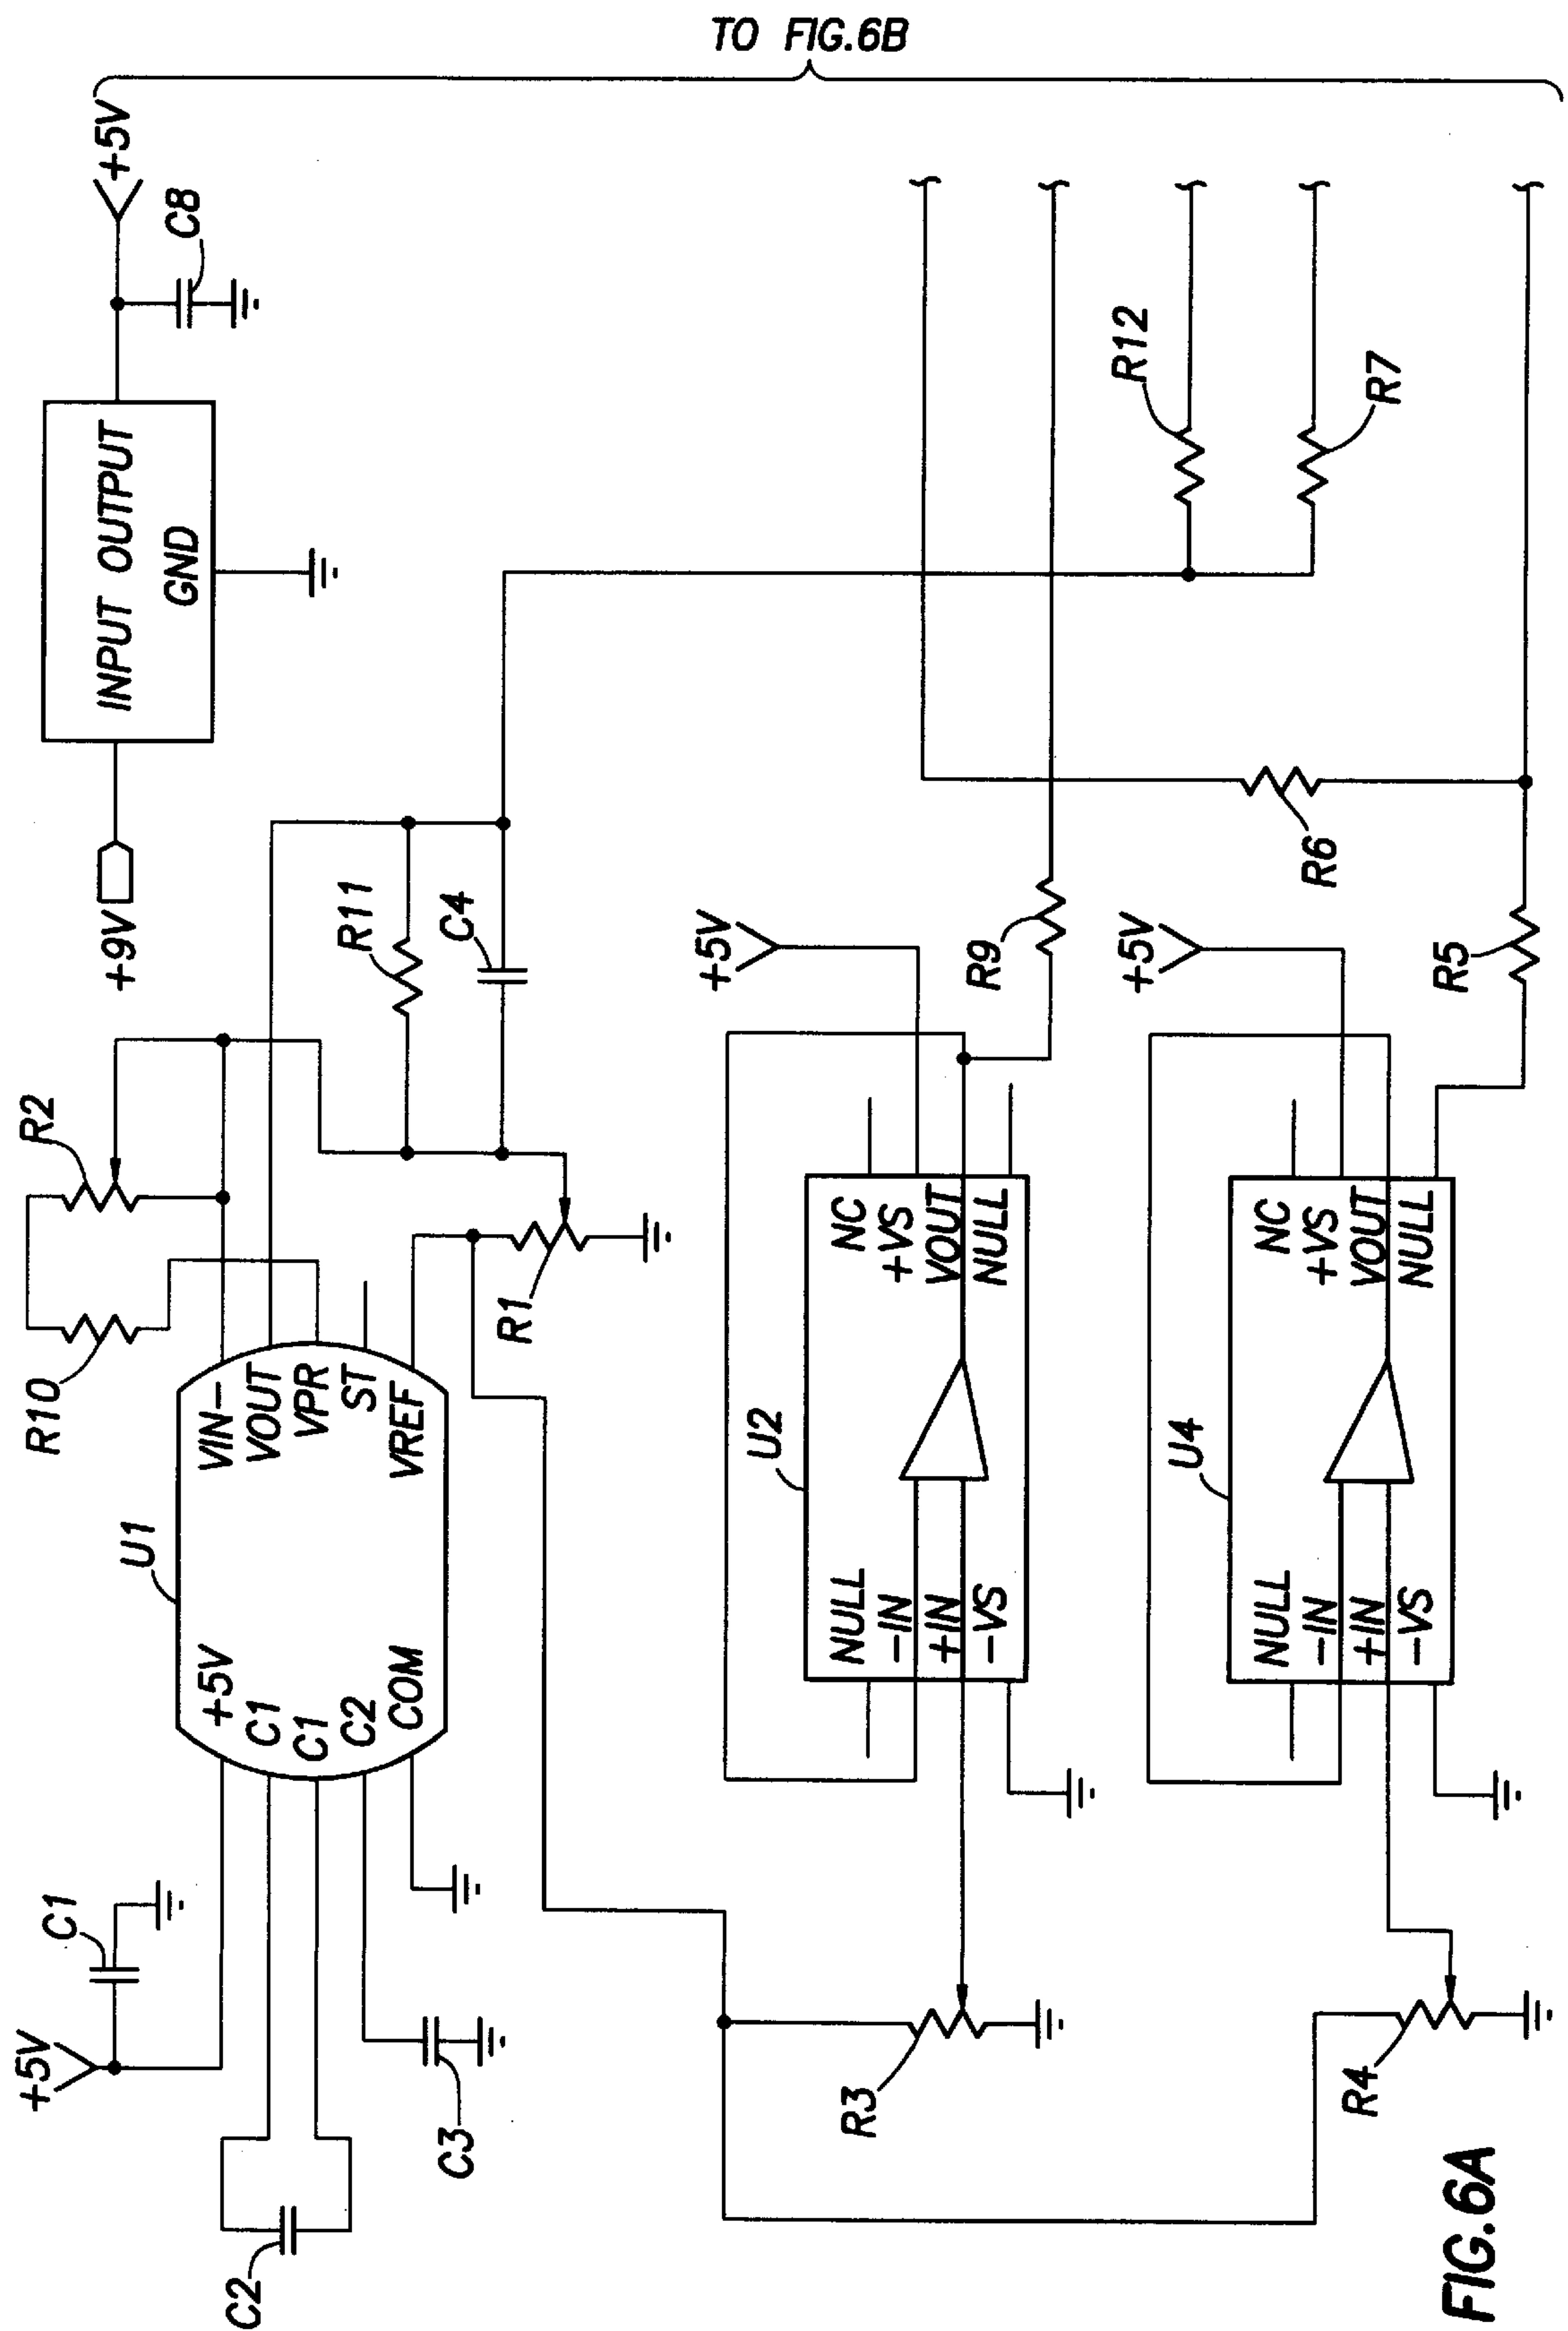 TO FIG.6B
+5V
C8
INPUT OUTPUT
GND
+9V
R12
R7
R11
C4
R6
R2
R10
R1
+5V
R9
+5V
R5
U1
VIN-
VOUT
VPR
ST
VREF
+5V
C1
C1
C2
COM
C1
+5V
C2
C3
U2
NC
+VS
VOUT
NULL
NULL
-IN
+IN
-VS
U4
NC
+VS
VOUT
NULL
NULL
-IN
+IN
-VS
R3
R4
FIG.6A